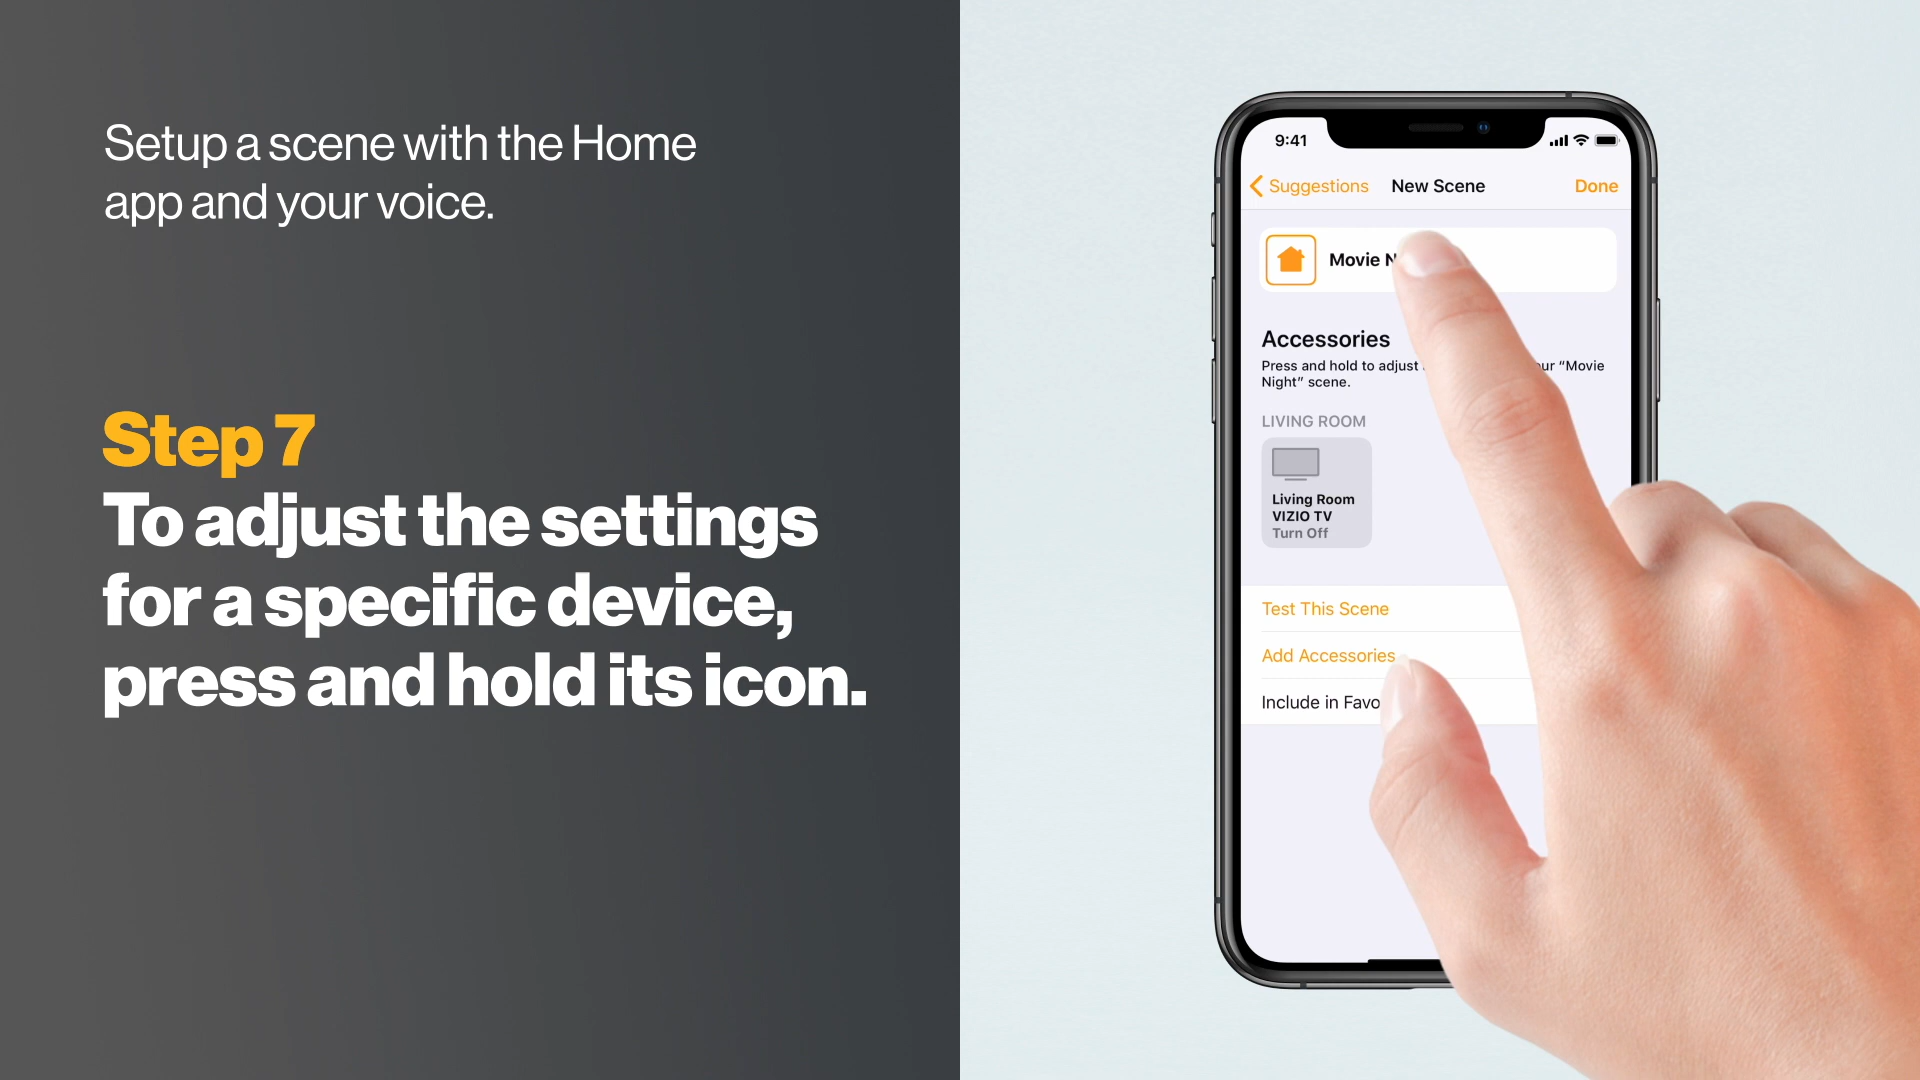 Setup a scene with the Home
app and your voice.
Step 7
To adjust the settings
for a specific device,
press and hold its icon.
9:41
Suggestions
New Scene
Done
Movie
Accessories
Press and hold to adjust “Movie
Night” scene.
LIVING ROOM
Living Room
VIZIO TV
Turn Off
Test This Scene
Add Accessories
Include in